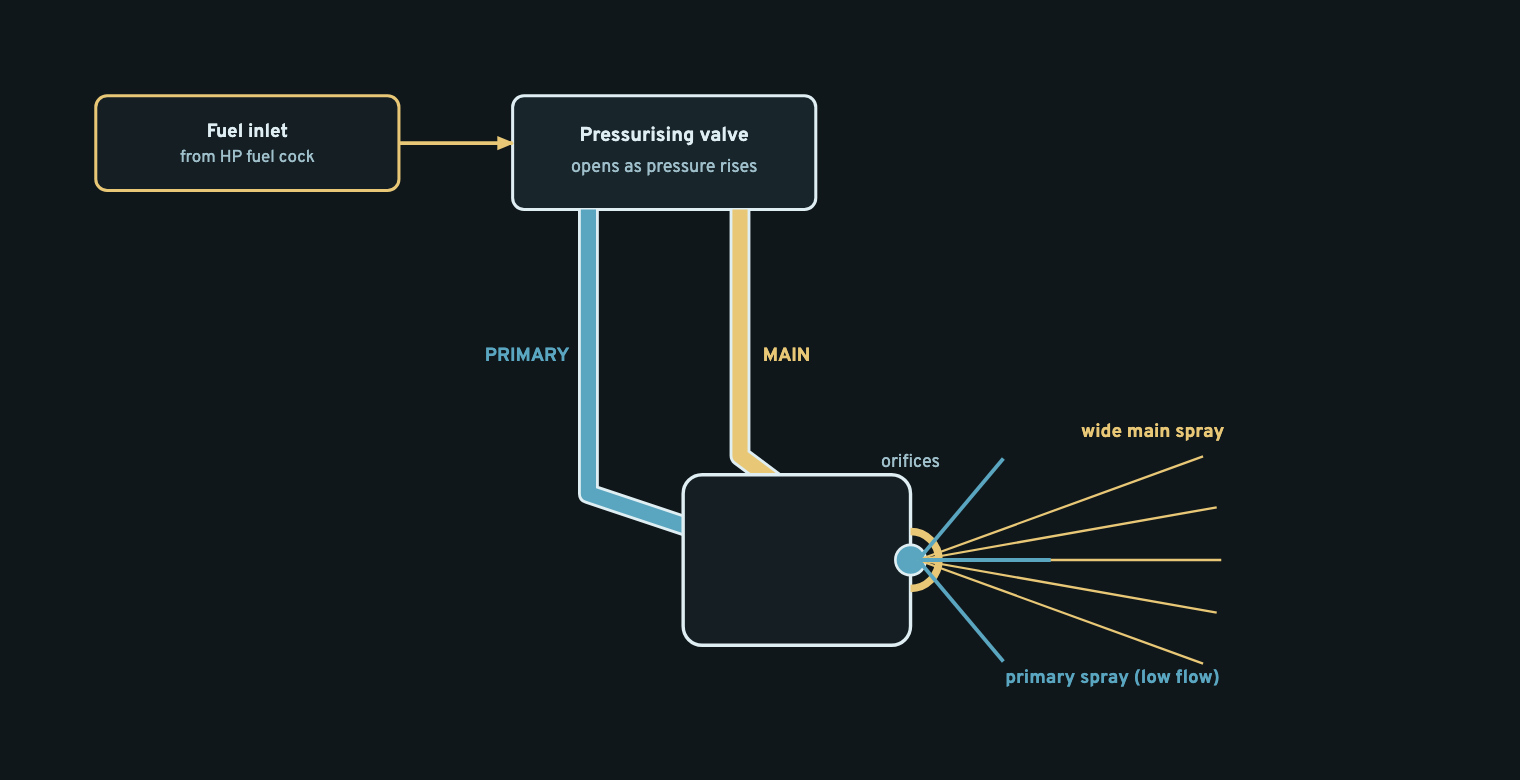 Fuel inlet
from HP fuel cock
Pressurising valve
opens as pressure rises
PRIMARY
MAIN
wide main spray
orifices
primary spray (low flow)